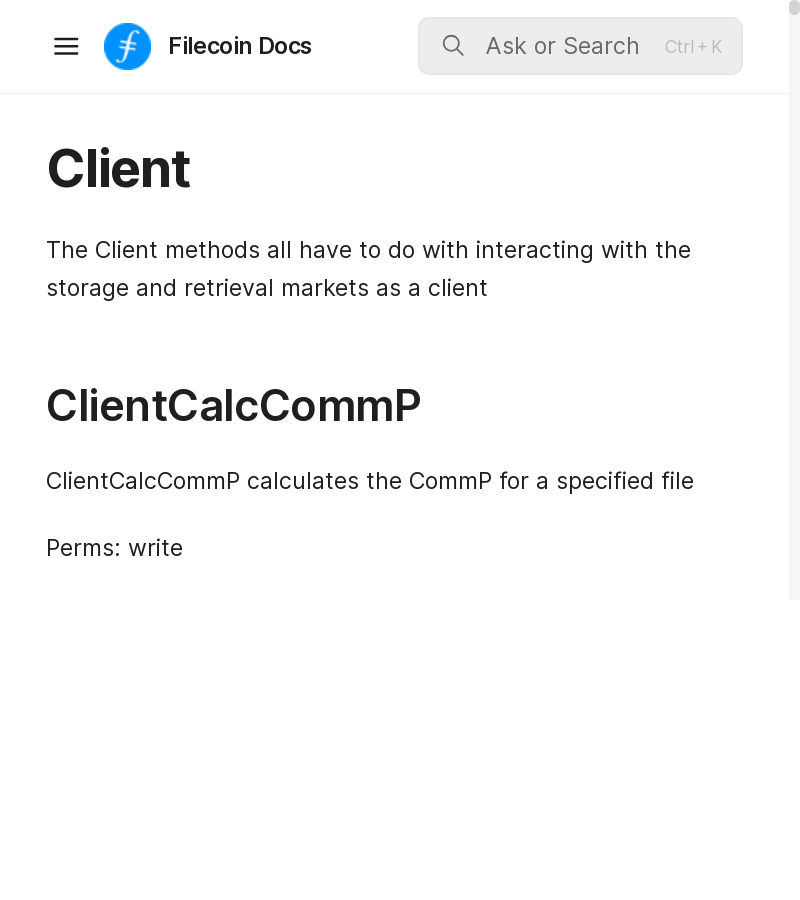 Filecoin Docs
Ask or Search
Ctrl + K
Client
The Client methods all have to do with interacting with the
storage and retrieval markets as a client
ClientCalcCommP
ClientCalcCommP calculates the CommP for a specified file
Perms: write